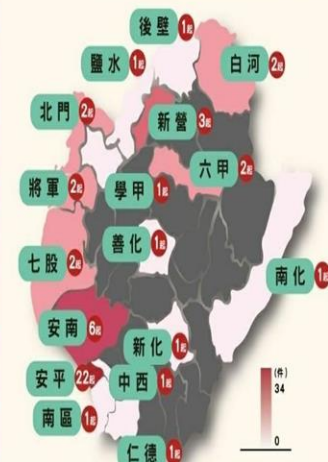 後壁 1起
鹽水 1起
白河 2起
北門 2起
新營 3起
六甲 2起
將軍 2起
學甲 1起
善化 1起
七股 2起
南化 1起
安南 6起
新化 1起
安平 22起
中西 1起
南區 1起
仁德 1起
(件)
34
0